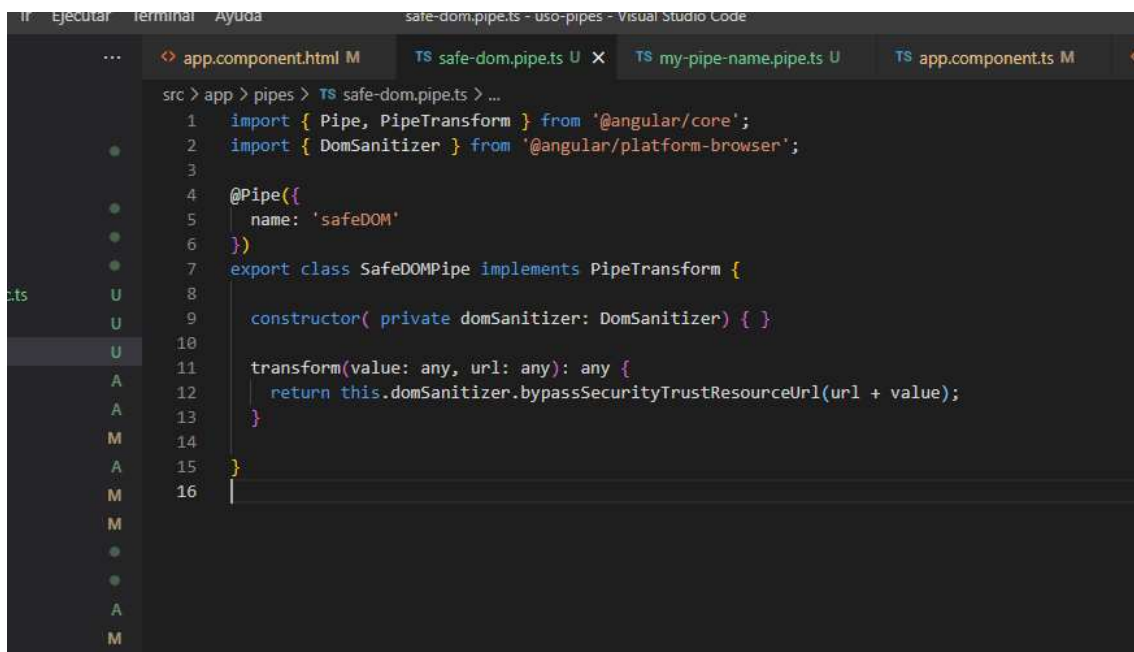 Ir Ejecutar Terminal Ayuda safe-dom.pipe.ts - uso-pipes - Visual Studio Code
... <> app.component.html M TS safe-dom.pipe.ts U X TS my-pipe-name.pipe.ts U TS app.component.ts M
src > app > pipes > TS safe-dom.pipe.ts > ...
1 import { Pipe, PipeTransform } from '@angular/core';
2 import { DomSanitizer } from '@angular/platform-browser';
3
4 @Pipe({
5 name: 'safeDOM'
6 })
7 export class SafeDOMPipe implements PipeTransform {
c.ts U 8
U 9 constructor( private domSanitizer: DomSanitizer) { }
10
U 11 transform(value: any, url: any): any {
A 12 return this.domSanitizer.bypassSecurityTrustResourceUrl(url + value);
A 13 }
M 14
A 15 }
M 16
M
A
M